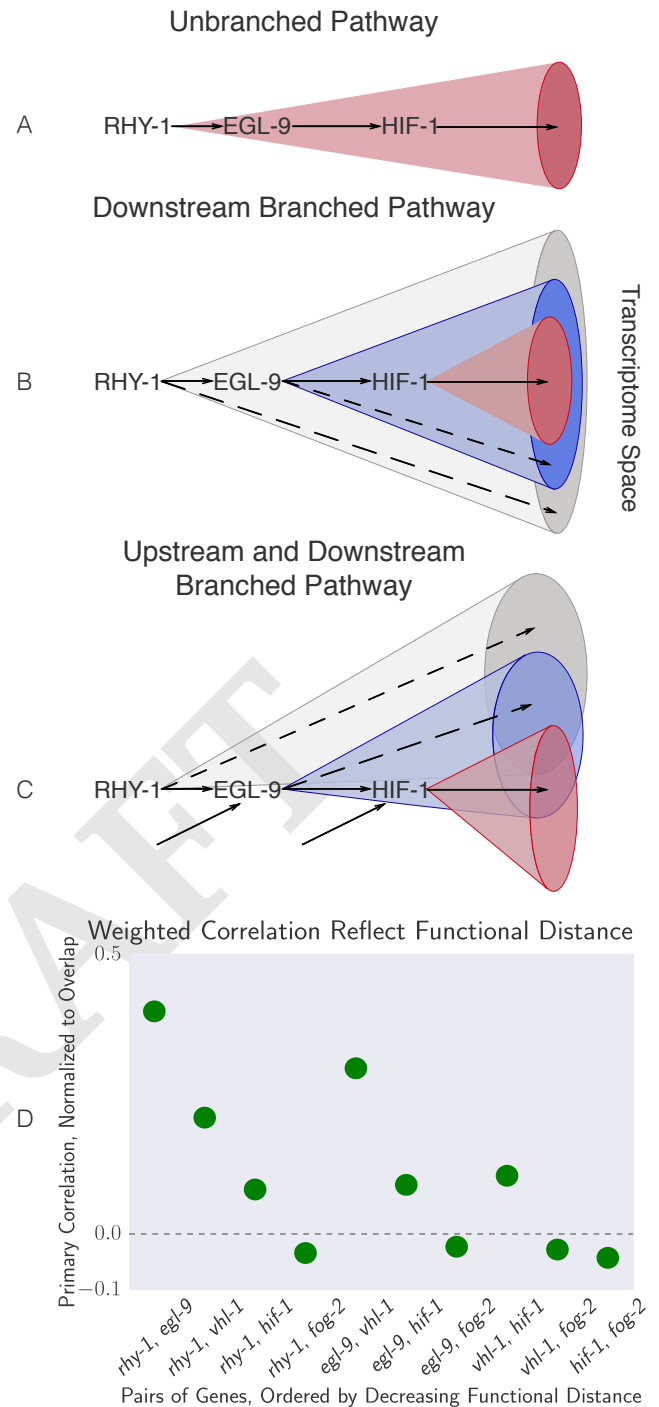 Unbranched Pathway
A
RHY-1 EGL-9 HIF-1
Downstream Branched Pathway
B
RHY-1 EGL-9 HIF-1
Transcriptome Space
Upstream and Downstream
Branched Pathway
C
RHY-1 EGL-9 HIF-1
DRAFT
D
Weighted Correlation Reflect Functional Distance
Primary Correlation, Normalized to Overlap
0.5
0.0
−0.1
rhy-1, egl-9
rhy-1, vhl-1
rhy-1, hif-1
rhy-1, fog-2
egl-9, vhl-1
egl-9, hif-1
egl-9, fog-2
vhl-1, hif-1
vhl-1, fog-2
hif-1, fog-2
Pairs of Genes, Ordered by Decreasing Functional Distance